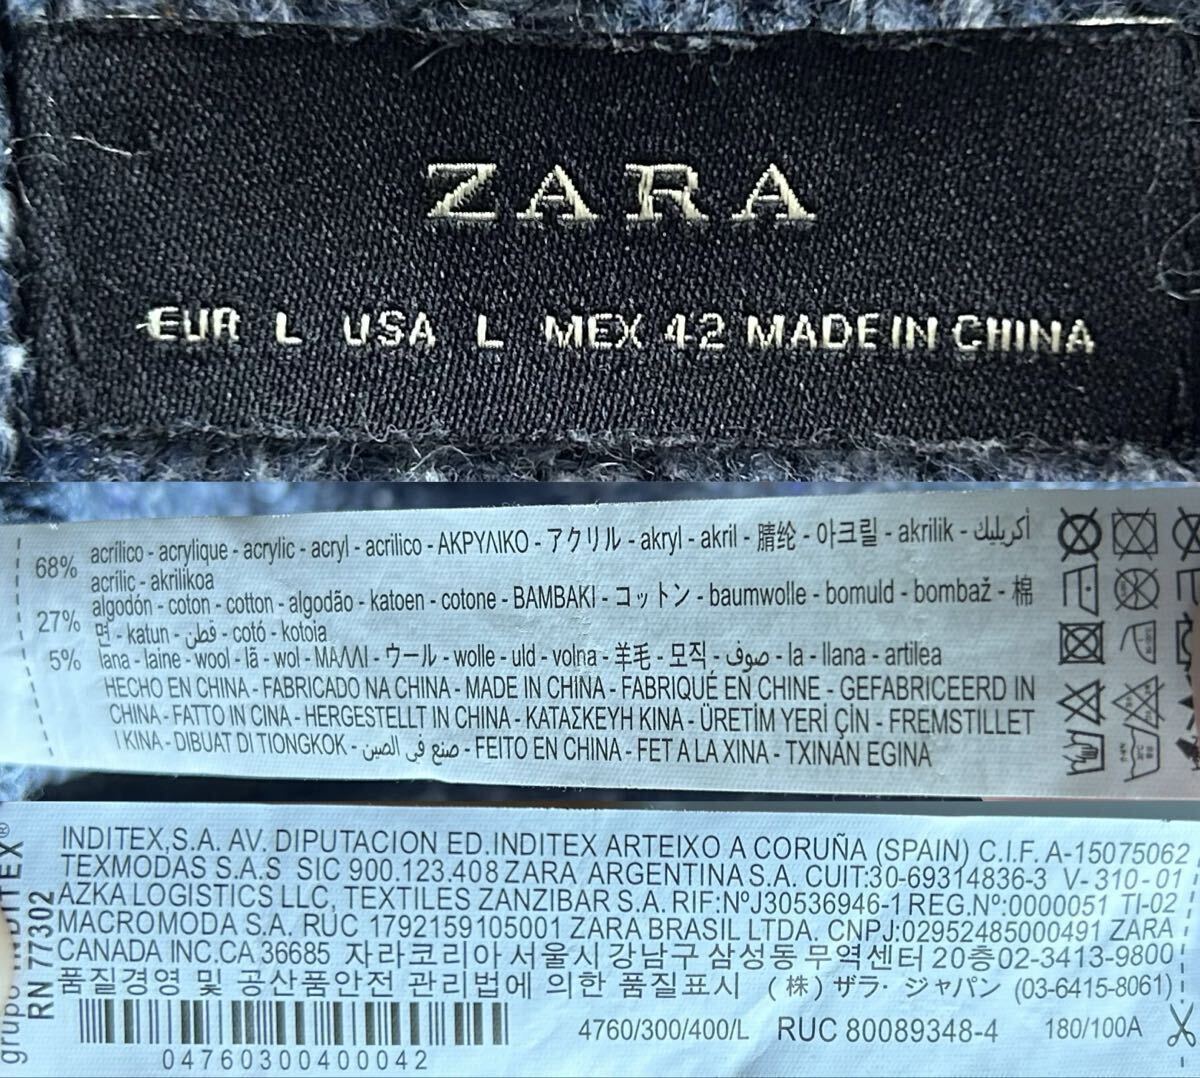 ZARA
EUR L USA L MEX 42 MADE IN CHINA
68% acrílico - acrylique - acrylic - acryl - acrilico - ΑΚΡΥΛΙΚΟ - アクリル - akryl - akril - 腈纶 - 아크릴 - akrilik - أكريليك
acrílic - akrilikoa
27% algodón - coton - cotton - algodão - katoen - cotone - BAMBAKI - コットン - baumwolle - bomuld - bombaž - 棉
면 - katun - قطن - cotó - kotoia
5% lana - laine - wool - lã - wol - ΜΑΛΛΙ - ウール - wolle - uld - volna - 羊毛 - 모직 - صوف - la - llana - artilea
HECHO EN CHINA - FABRICADO NA CHINA - MADE IN CHINA - FABRIQUÉ EN CHINE - GEFABRICEERD IN
CHINA - FATTO IN CINA - HERGESTELLT IN CHINA - ΚΑΤΑΣΚΕΥΗ ΚΙΝΑ - ÜRETİM YERİ ÇİN - FREMSTILLET
I KINA - DIBUAT DI TIONGKOK - صنع في الصين - FEITO EN CHINA - FET A LA XINA - TXINAN EGINA
grupo INDITEX®
RN 77302
INDITEX,S.A. AV. DIPUTACION ED.INDITEX ARTEIXO A CORUÑA (SPAIN) C.I.F. A-15075062
TEXMODAS S.A.S SIC 900.123.408 ZARA ARGENTINA S.A. CUIT:30-69314836-3 V-310-01
AZKA LOGISTICS LLC, TEXTILES ZANZIBAR S.A. RIF:NºJ30536946-1 REG.Nº:0000051 TI-02
MACROMODA S.A. RUC 1792159105001 ZARA BRASIL LTDA. CNPJ:02952485000491 ZARA
CANADA INC.CA 36685 자라코리아 서울시 강남구 삼성동 무역센터 20층02-3413-9800
품질경영 및 공산품안전 관리법에 의한 품질표시 (株) ザラ・ジャパン (03-6415-8061)
4760/300/400/L RUC 80089348-4 180/100A
04760300400042